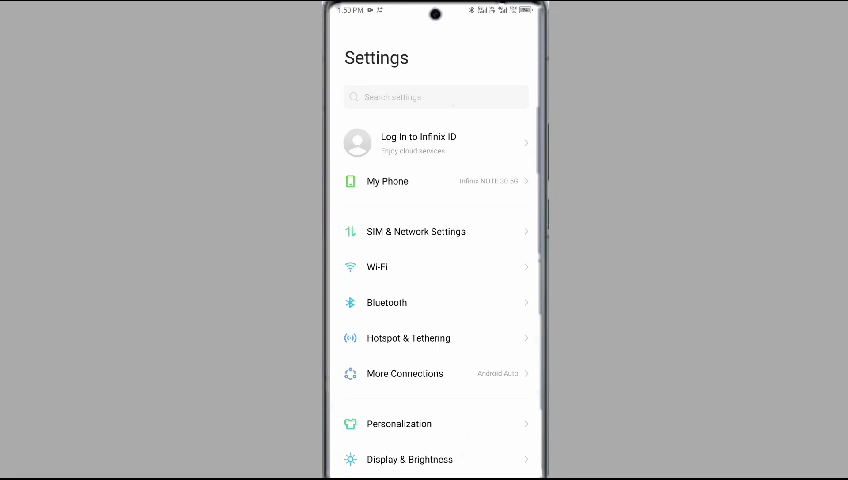 1:50 PM
Settings
Search settings
Log In to Infinix ID
Enjoy cloud services
My Phone
Infinix NOTE 30 5G
SIM & Network Settings
Wi-Fi
Bluetooth
Hotspot & Tethering
More Connections
Android Auto
Personalization
Display & Brightness